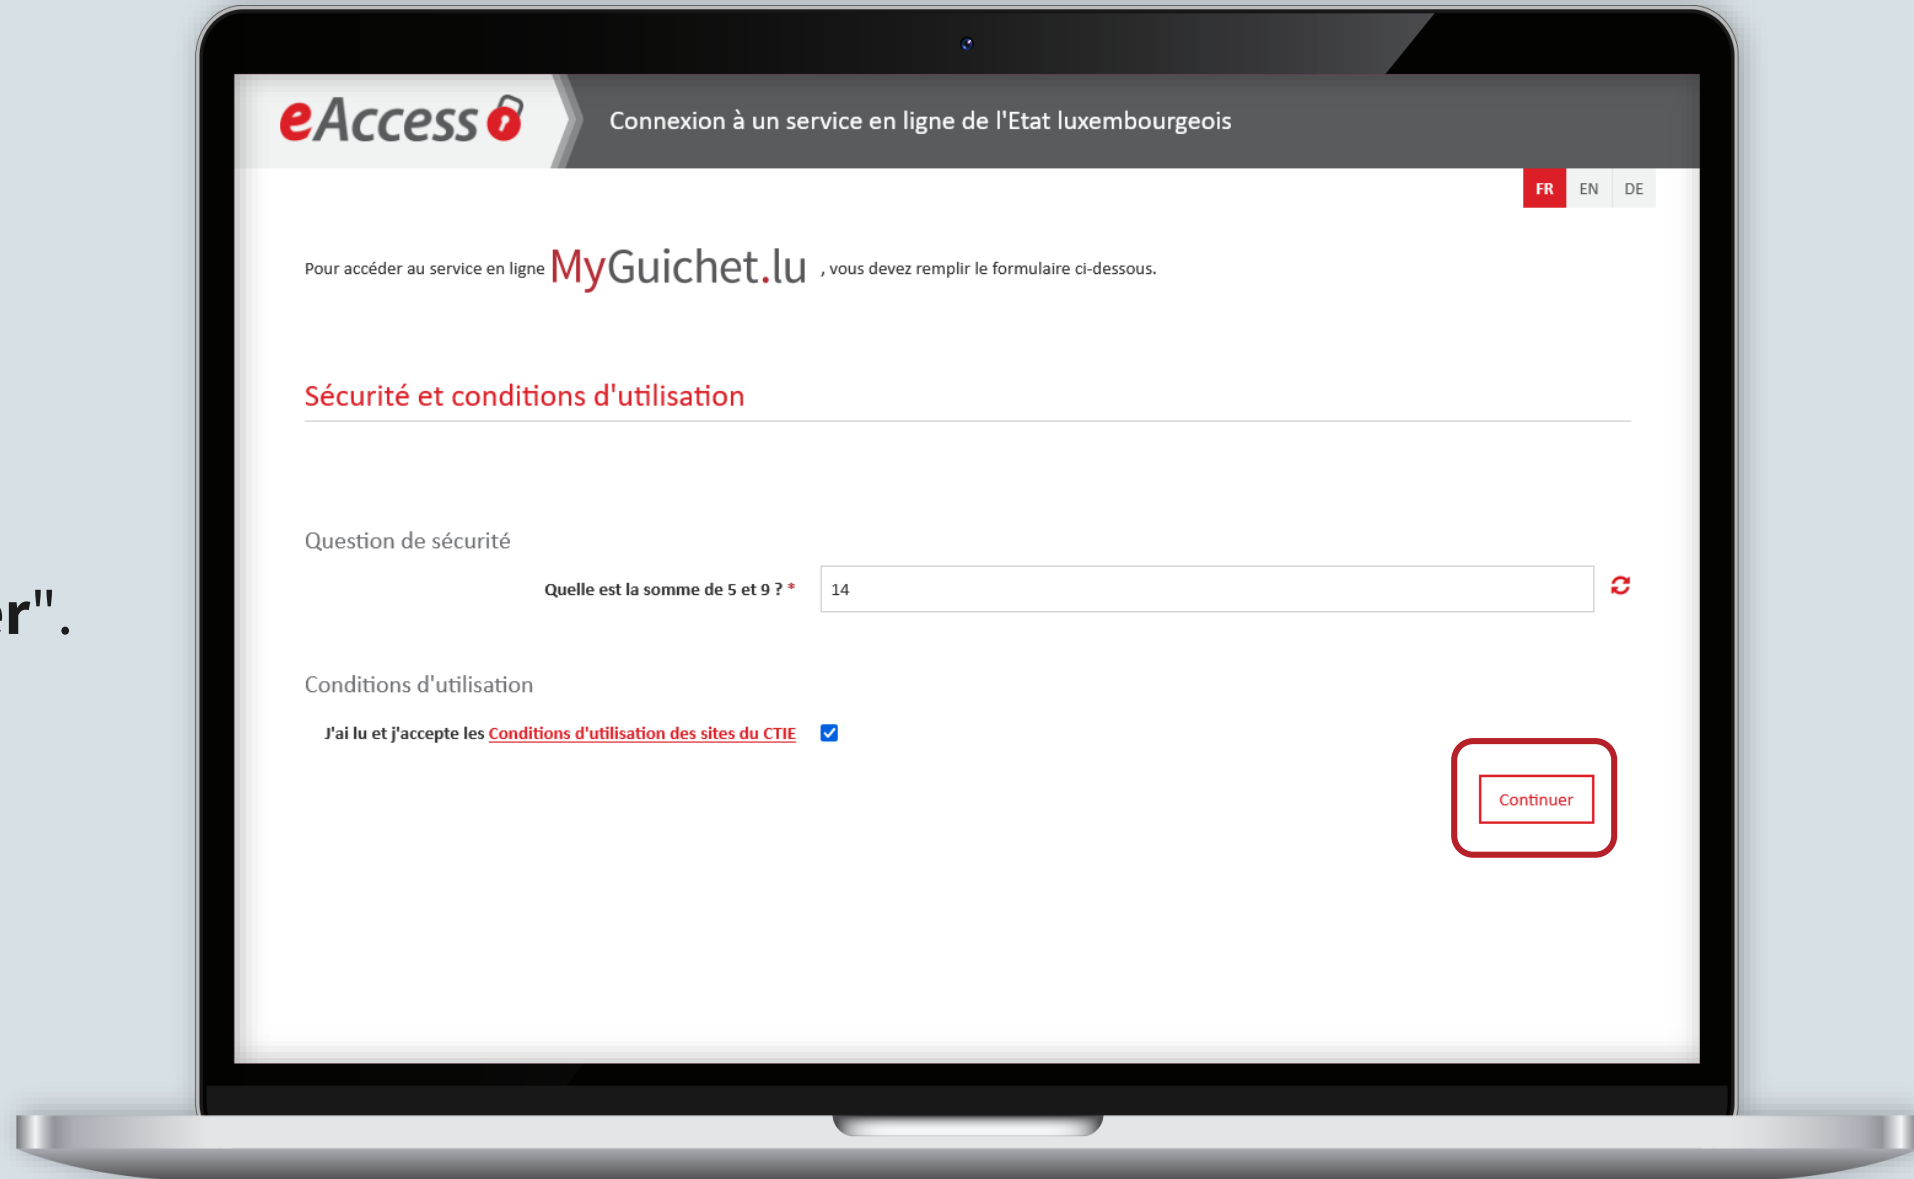 eAccess
Connexion à un service en ligne de l'Etat luxembourgeois
FR EN DE
Pour accéder au service en ligne MyGuichet.lu , vous devez remplir le formulaire ci-dessous.
Sécurité et conditions d'utilisation
Question de sécurité
Quelle est la somme de 5 et 9 ? * 14
r".
Conditions d'utilisation
J'ai lu et j'accepte les Conditions d'utilisation des sites du CTIE
Continuer